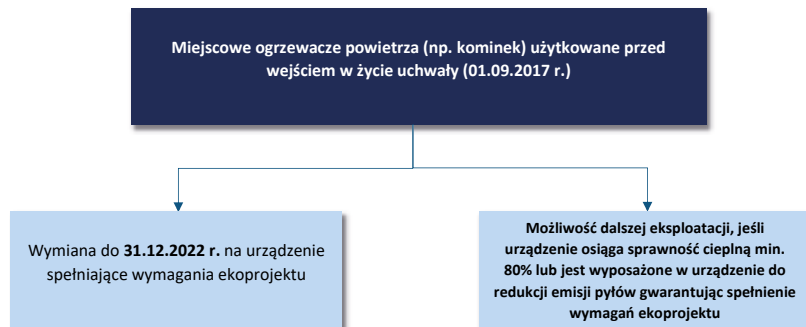 Miejscowe ogrzewacze powietrza (np. kominek) użytkowane przed
wejściem w życie uchwały (01.09.2017 r.)
Wymiana do 31.12.2022 r. na urządzenie
spełniające wymagania ekoprojektu
Możliwość dalszej eksploatacji, jeśli
urządzenie osiąga sprawność cieplną min.
80% lub jest wyposażone w urządzenie do
redukcji emisji pyłów gwarantując spełnienie
wymagań ekoprojektu